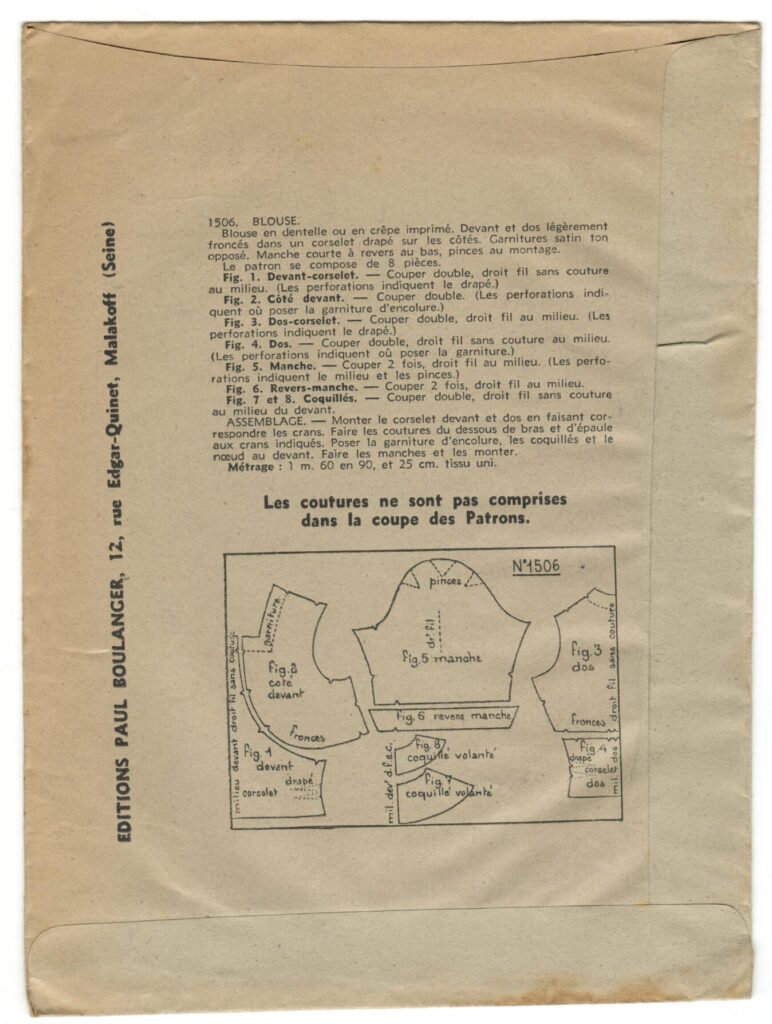 1506. BLOUSE.
Blouse en dentelle ou en crêpe imprimé. Devant et dos légèrement
froncés dans un corselet drapé sur les côtés. Garnitures satin ton
opposé. Manche courte à revers au bas, pinces au montage.
Le patron se compose de 8 pièces.
Fig. 1. Devant-corselet. — Couper double, droit fil sans couture
au milieu. (Les perforations indiquent le drapé.)
Fig. 2. Côté devant. — Couper double. (Les perforations indi-
quent où poser la garniture d'encolure.)
Fig. 3. Dos-corselet. — Couper double, droit fil au milieu. (Les
perforations indiquent le drapé.)
Fig. 4. Dos. — Couper double, droit fil sans couture au milieu.
(Les perforations indiquent où poser la garniture.)
Fig. 5. Manche. — Couper 2 fois, droit fil au milieu. (Les perfo-
rations indiquent le milieu et les pinces.)
Fig. 6. Revers-manche. — Couper 2 fois, droit fil au milieu.
Fig. 7 et 8. Coquillés. — Couper double, droit fil sans couture
au milieu du devant.
ASSEMBLAGE. — Monter le corselet devant et dos en faisant cor-
respondre les crans. Faire les coutures du dessous de bras et d'épaule
aux crans indiqués. Poser la garniture d'encolure, les coquillés et le
nœud au devant. Faire les manches et les monter.
Métrage : 1 m. 60 en 90, et 25 cm. tissu uni.
Les coutures ne sont pas comprises
dans la coupe des Patrons.
EDITIONS PAUL BOULANGER, 12, rue Edgar-Quinet, Malakoff (Seine)
N°1506
pinces
garniture
dr' fil
fig.5 manche
fig.2
coté
devant
fronces
fig.3
dos
fronces
milieu devant droit fil sans couture
mil dos droit fil sans couture
fig.6 revers manche
fig.1
devant
drapé
corselet
mil. dev' d.f.s.c.
fig.8
coquillé volanté
fig.7
coquillé volanté
fig.4
drapé
corselet
dos